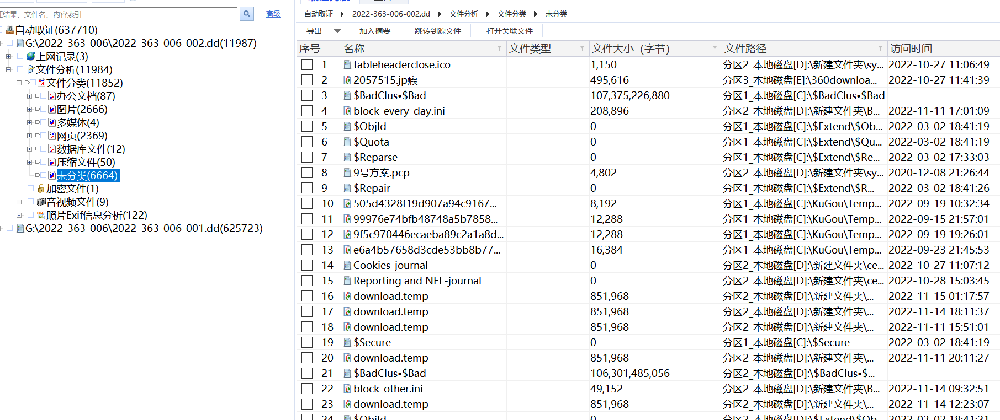 证结果、文件名、内容索引
高级
自动取证(637710)
G:\2022-363-006\2022-363-006-002.dd(11987)
上网记录(3)
文件分析(11984)
文件分类(11852)
办公文档(87)
图片(2666)
多媒体(4)
网页(2369)
数据库文件(12)
压缩文件(50)
未分类(6664)
加密文件(1)
音视频文件(9)
照片Exif信息分析(122)
G:\2022-363-006\2022-363-006-001.dd(625723)
自动取证 2022-363-006-002.dd 文件分析 文件分类 未分类
导出 加入摘要 跳转到源文件 打开关联文件
序号 名称 文件类型 文件大小（字节） 文件路径 访问时间
1 tableheaderclose.ico 1,150 分区2_本地磁盘[D]:\新建文件夹\sy... 2022-10-27 11:06:49
2 2057515.jp瘕 495,616 分区3_本地磁盘[E]:\360downloa... 2022-10-27 11:41:39
3 $BadClus•$Bad 107,375,226,880 分区1_本地磁盘[C]:\$BadClus•$Bad
4 block_every_day.ini 208,896 分区2_本地磁盘[D]:\新建文件夹\B... 2022-11-11 17:01:09
5 $ObjId 0 分区1_本地磁盘[C]:\$Extend\$Ob... 2022-03-02 18:41:19
6 $Quota 0 分区1_本地磁盘[C]:\$Extend\$Qu... 2022-03-02 18:41:19
7 $Reparse 0 分区1_本地磁盘[C]:\$Extend\$Re... 2022-03-02 17:33:03
8 9号方案.pcp 4,802 分区2_本地磁盘[D]:\新建文件夹\sy... 2020-12-08 21:26:44
9 $Repair 0 分区1_本地磁盘[C]:\$Extend\$R... 2022-03-02 18:41:26
10 505d4328f19d907a94c9167... 8,192 分区1_本地磁盘[C]:\KuGou\Temp... 2022-09-19 10:32:34
11 99976e74bfb48748a5b7858... 12,288 分区1_本地磁盘[C]:\KuGou\Temp... 2022-09-15 21:57:01
12 9f5c970446ecaeba89c2a1a8d... 12,288 分区1_本地磁盘[C]:\KuGou\Temp... 2022-09-19 19:26:01
13 e6a4b57658d3cde53bb8b77... 16,384 分区1_本地磁盘[C]:\KuGou\Temp... 2022-09-23 21:45:53
14 Cookies-journal 0 分区2_本地磁盘[D]:\新建文件夹\ce... 2022-10-27 11:07:12
15 Reporting and NEL-journal 0 分区2_本地磁盘[D]:\新建文件夹\ce... 2022-10-28 15:03:45
16 download.temp 851,968 分区2_本地磁盘[D]:\新建文件夹\... 2022-11-15 01:17:57
17 download.temp 851,968 分区2_本地磁盘[D]:\新建文件夹\... 2022-11-14 18:11:37
18 download.temp 851,968 分区2_本地磁盘[D]:\新建文件夹\... 2022-11-11 15:51:01
19 $Secure 0 分区1_本地磁盘[C]:\$Secure 2022-03-02 18:41:19
20 download.temp 851,968 分区2_本地磁盘[D]:\新建文件夹\... 2022-11-11 20:11:27
21 $BadClus•$Bad 106,301,485,056 分区2_本地磁盘[D]:\$BadClus•$...
22 block_other.ini 49,152 分区2_本地磁盘[D]:\新建文件夹\B... 2022-11-14 09:32:51
23 download.temp 851,968 分区2_本地磁盘[D]:\新建文件夹\... 2022-11-14 12:23:07
24 $ObjId 0 分区2_本地磁盘[D]:\$Extend\$Ob... 2022-03-02 18:41:21